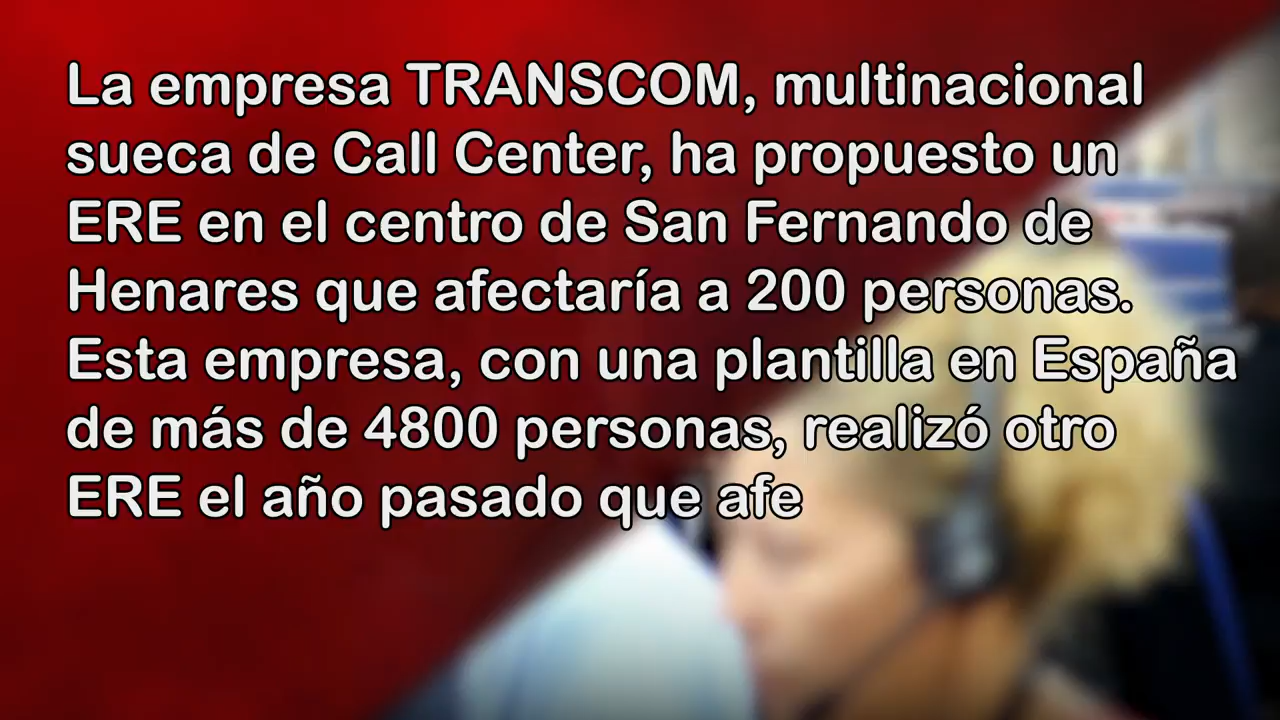 La empresa TRANSCOM, multinacional
sueca de Call Center, ha propuesto un
ERE en el centro de San Fernando de
Henares que afectaría a 200 personas.
Esta empresa, con una plantilla en España
de más de 4800 personas, realizó otro
ERE el año pasado que afe